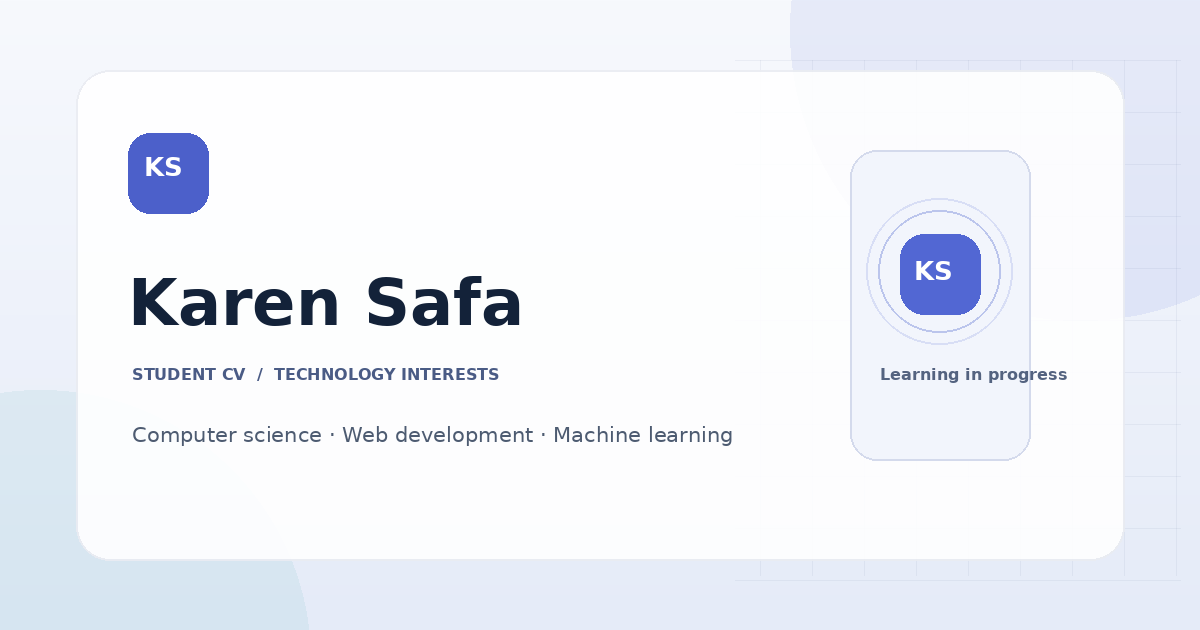 KS
Karen Safa
STUDENT CV / TECHNOLOGY INTERESTS
Computer science · Web development · Machine learning
KS
Learning in progress